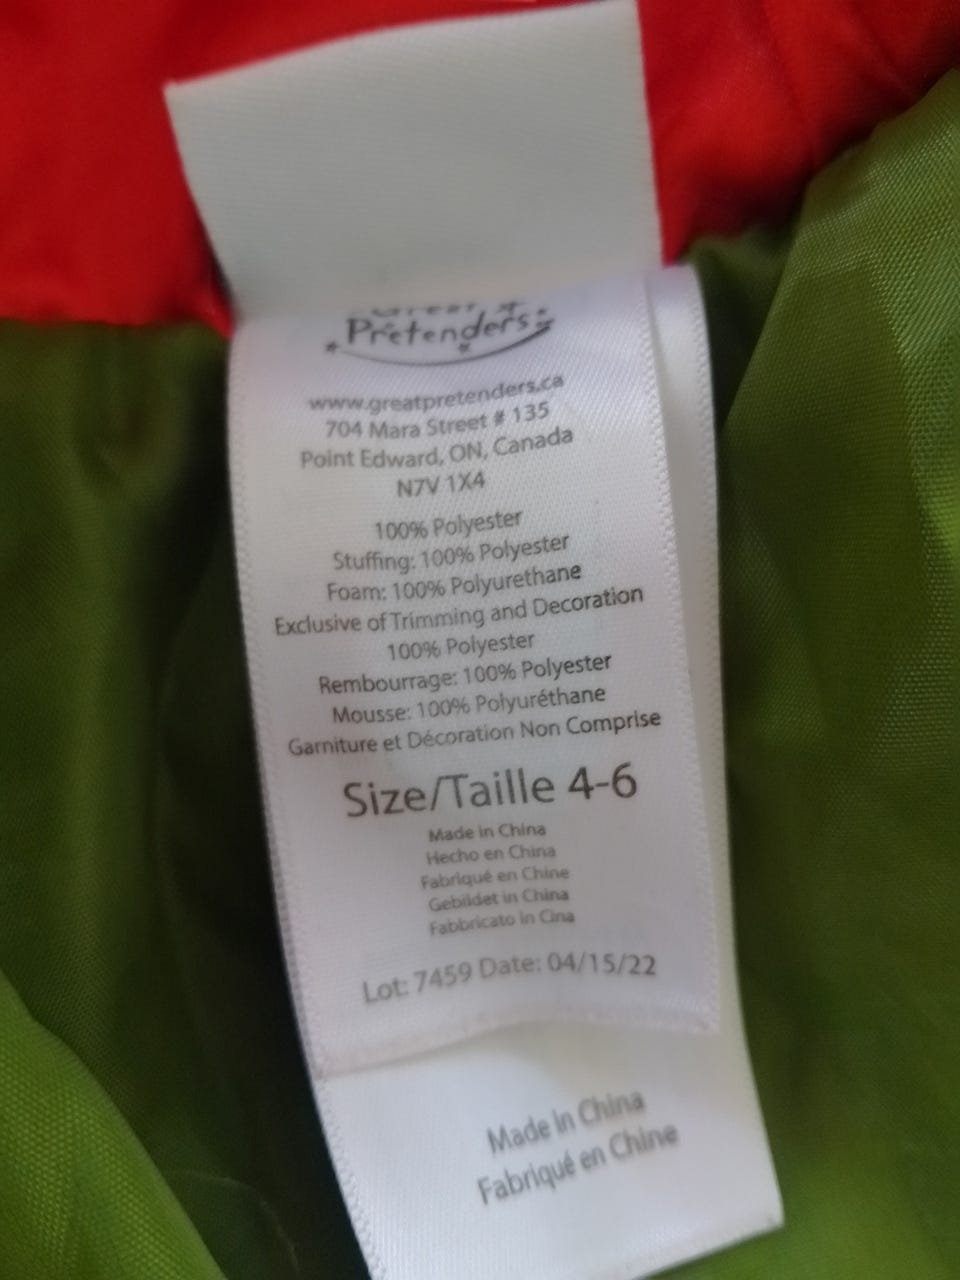 Great
Pretenders
www.greatpretenders.ca
704 Mara Street # 135
Point Edward, ON, Canada
N7V 1X4
100% Polyester
Stuffing: 100% Polyester
Foam: 100% Polyurethane
Exclusive of Trimming and Decoration
100% Polyester
Rembourrage: 100% Polyester
Mousse: 100% Polyuréthane
Garniture et Décoration Non Comprise
Size/Taille 4-6
Made in China
Hecho en China
Fabriqué en Chine
Gebildet in China
Fabbricato in Cina
Lot: 7459 Date: 04/15/22
Made in China
Fabriqué en Chine